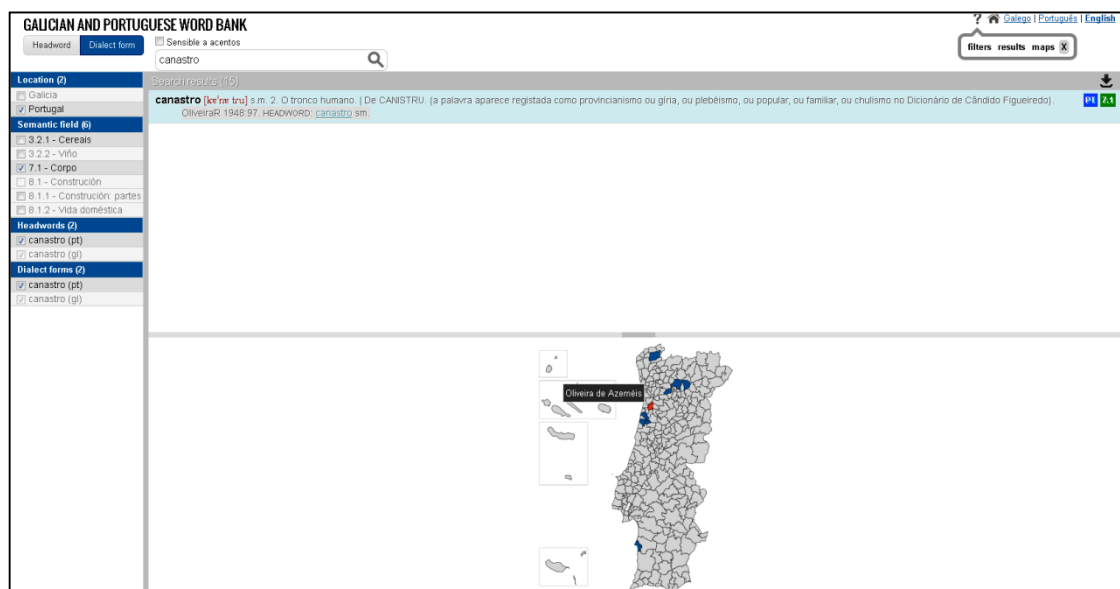 GALICIAN AND PORTUGUESE WORD BANK
? Galego | Português | English
Headword Dialect form
Sensible a acentos
canastro
filters results maps X
Location (2)
Galicia
Portugal
Semantic field (6)
3.2.1 - Cereais
3.2.2 - Viño
7.1 - Corpo
8.1 - Construción
8.1.1 - Construción: partes
8.1.2 - Vida doméstica
Headwords (2)
canastro (pt)
canastro (gl)
Dialect forms (2)
canastro (pt)
canastro (gl)
Search results (15)
canastro [kɐ'nɐ tɾu] s.m. 2. O tronco humano. | De CANISTRU. (a palavra aparece registada como provincianismo ou gíria, ou plebéismo, ou popular, ou familiar, ou chulismo no Dicionário de Cândido Figueiredo).
OliveiraR 1948:97. HEADWORD: canastro sm.
PT 7.1
Oliveira de Azeméis